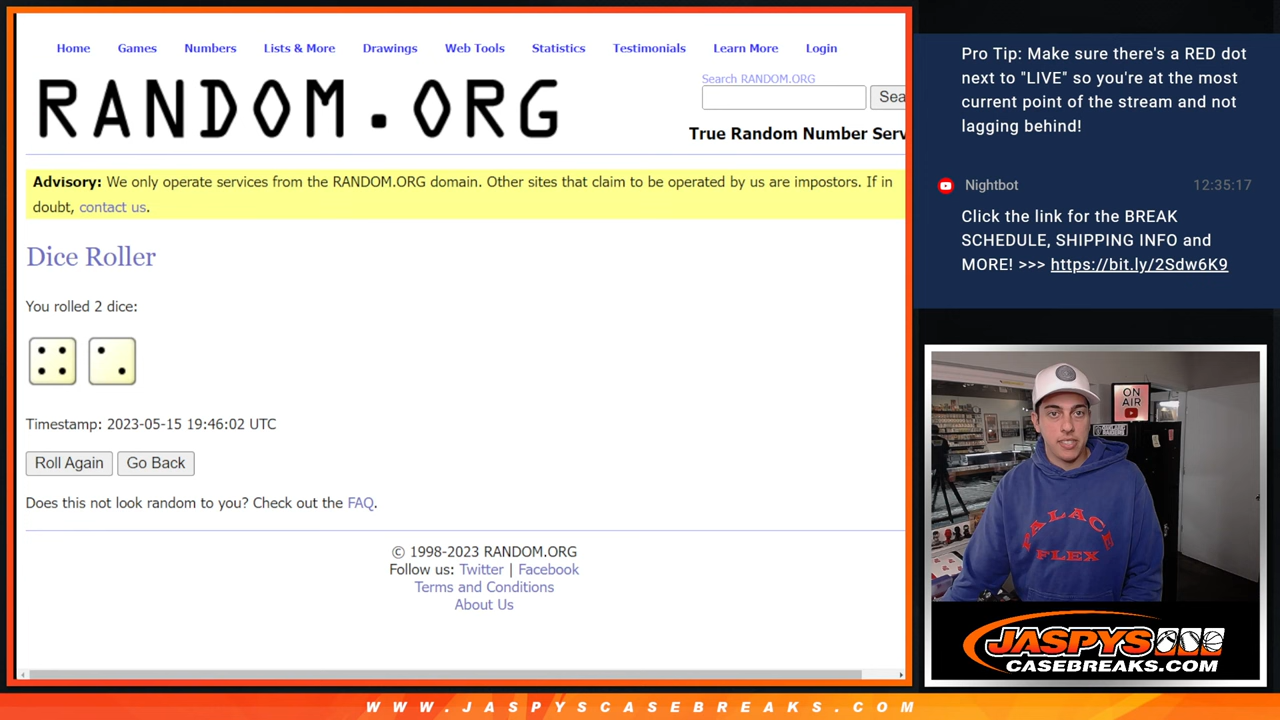 Home Games Numbers Lists & More Drawings Web Tools Statistics Testimonials Learn More Login
RANDOM.ORG
Search RANDOM.ORG
Sea
True Random Number Serv
Advisory: We only operate services from the RANDOM.ORG domain. Other sites that claim to be operated by us are impostors. If in
doubt, contact us.
Dice Roller
You rolled 2 dice:
Timestamp: 2023-05-15 19:46:02 UTC
Roll Again Go Back
Does this not look random to you? Check out the FAQ.
© 1998-2023 RANDOM.ORG
Follow us: Twitter | Facebook
Terms and Conditions
About Us
Pro Tip: Make sure there's a RED dot
next to "LIVE" so you're at the most
current point of the stream and not
lagging behind!
Nightbot 12:35:17
Click the link for the BREAK
SCHEDULE, SHIPPING INFO and
MORE! >>> https://bit.ly/2Sdw6K9
ON
AIR
PALACE
FLEX
JASPYS
CASEBREAKS.COM
WWW.JASPYSCASEBREAKS.COM